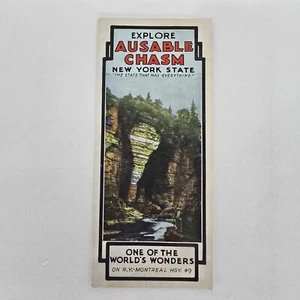 EXPLORE
AUSABLE
CHASM
NEW YORK STATE
"THE STATE THAT HAS EVERYTHING!"
ONE OF THE
WORLD'S WONDERS
ON N.Y.-MONTREAL HGY. #9